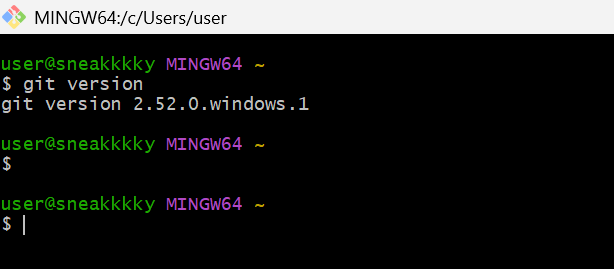 MINGW64:/c/Users/user
user@sneakkkky MINGW64 ~
$ git version
git version 2.52.0.windows.1
user@sneakkkky MINGW64 ~
$
user@sneakkkky MINGW64 ~
$